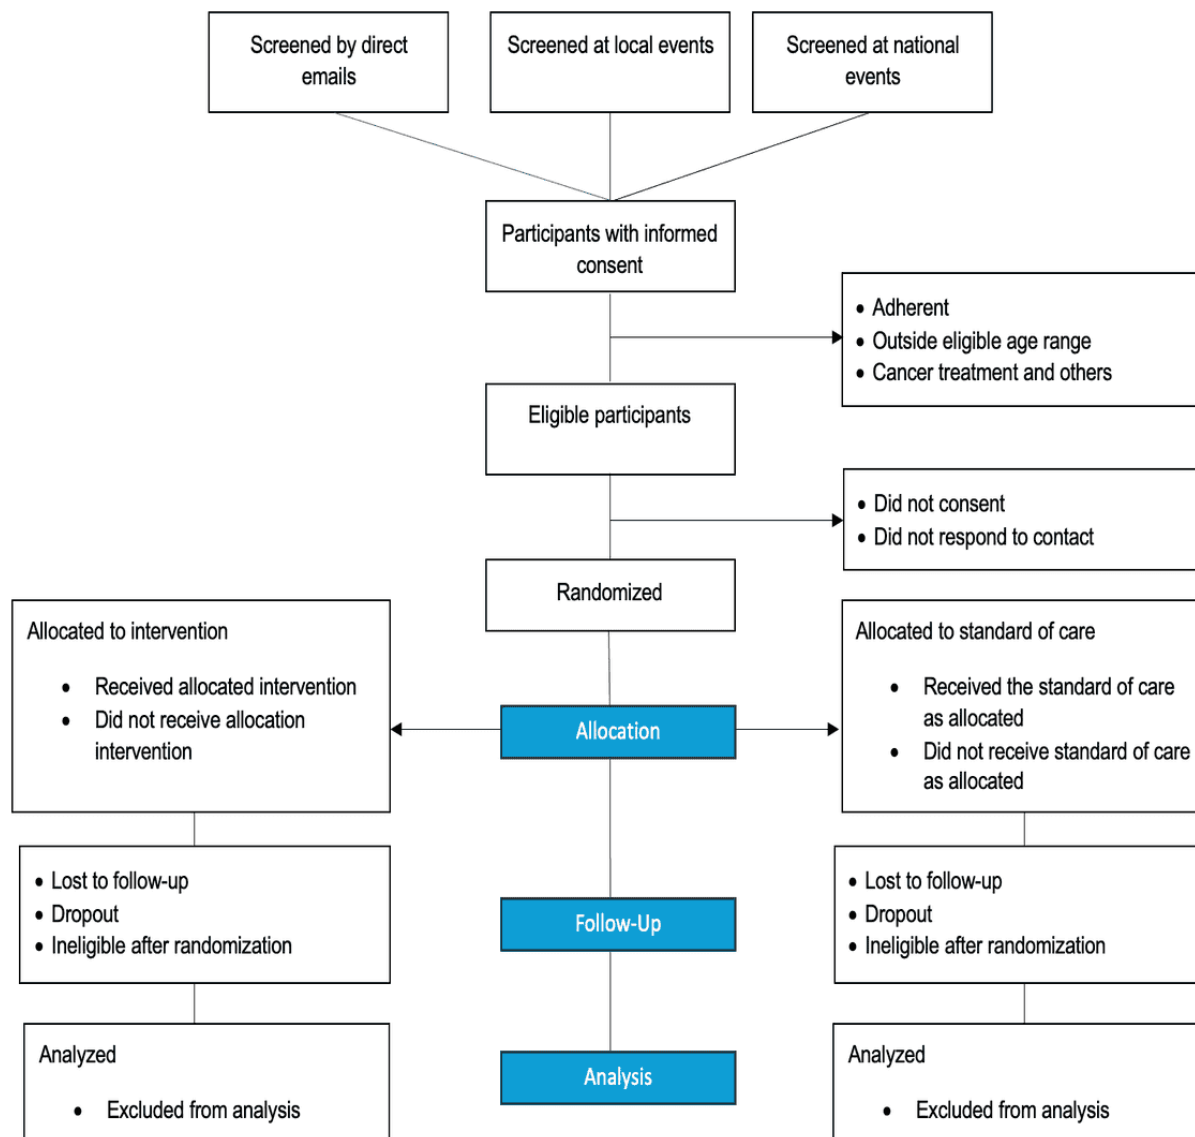 Screened by direct
emails
Screened at local events
Screened at national
events
Participants with informed
consent
• Adherent
• Outside eligible age range
• Cancer treatment and others
Eligible participants
• Did not consent
• Did not respond to contact
Randomized
Allocated to intervention
• Received allocated intervention
• Did not receive allocation
intervention
Allocation
Allocated to standard of care
• Received the standard of care
as allocated
• Did not receive standard of care
as allocated
• Lost to follow-up
• Dropout
• Ineligible after randomization
Follow-Up
• Lost to follow-up
• Dropout
• Ineligible after randomization
Analyzed
• Excluded from analysis
Analysis
Analyzed
• Excluded from analysis